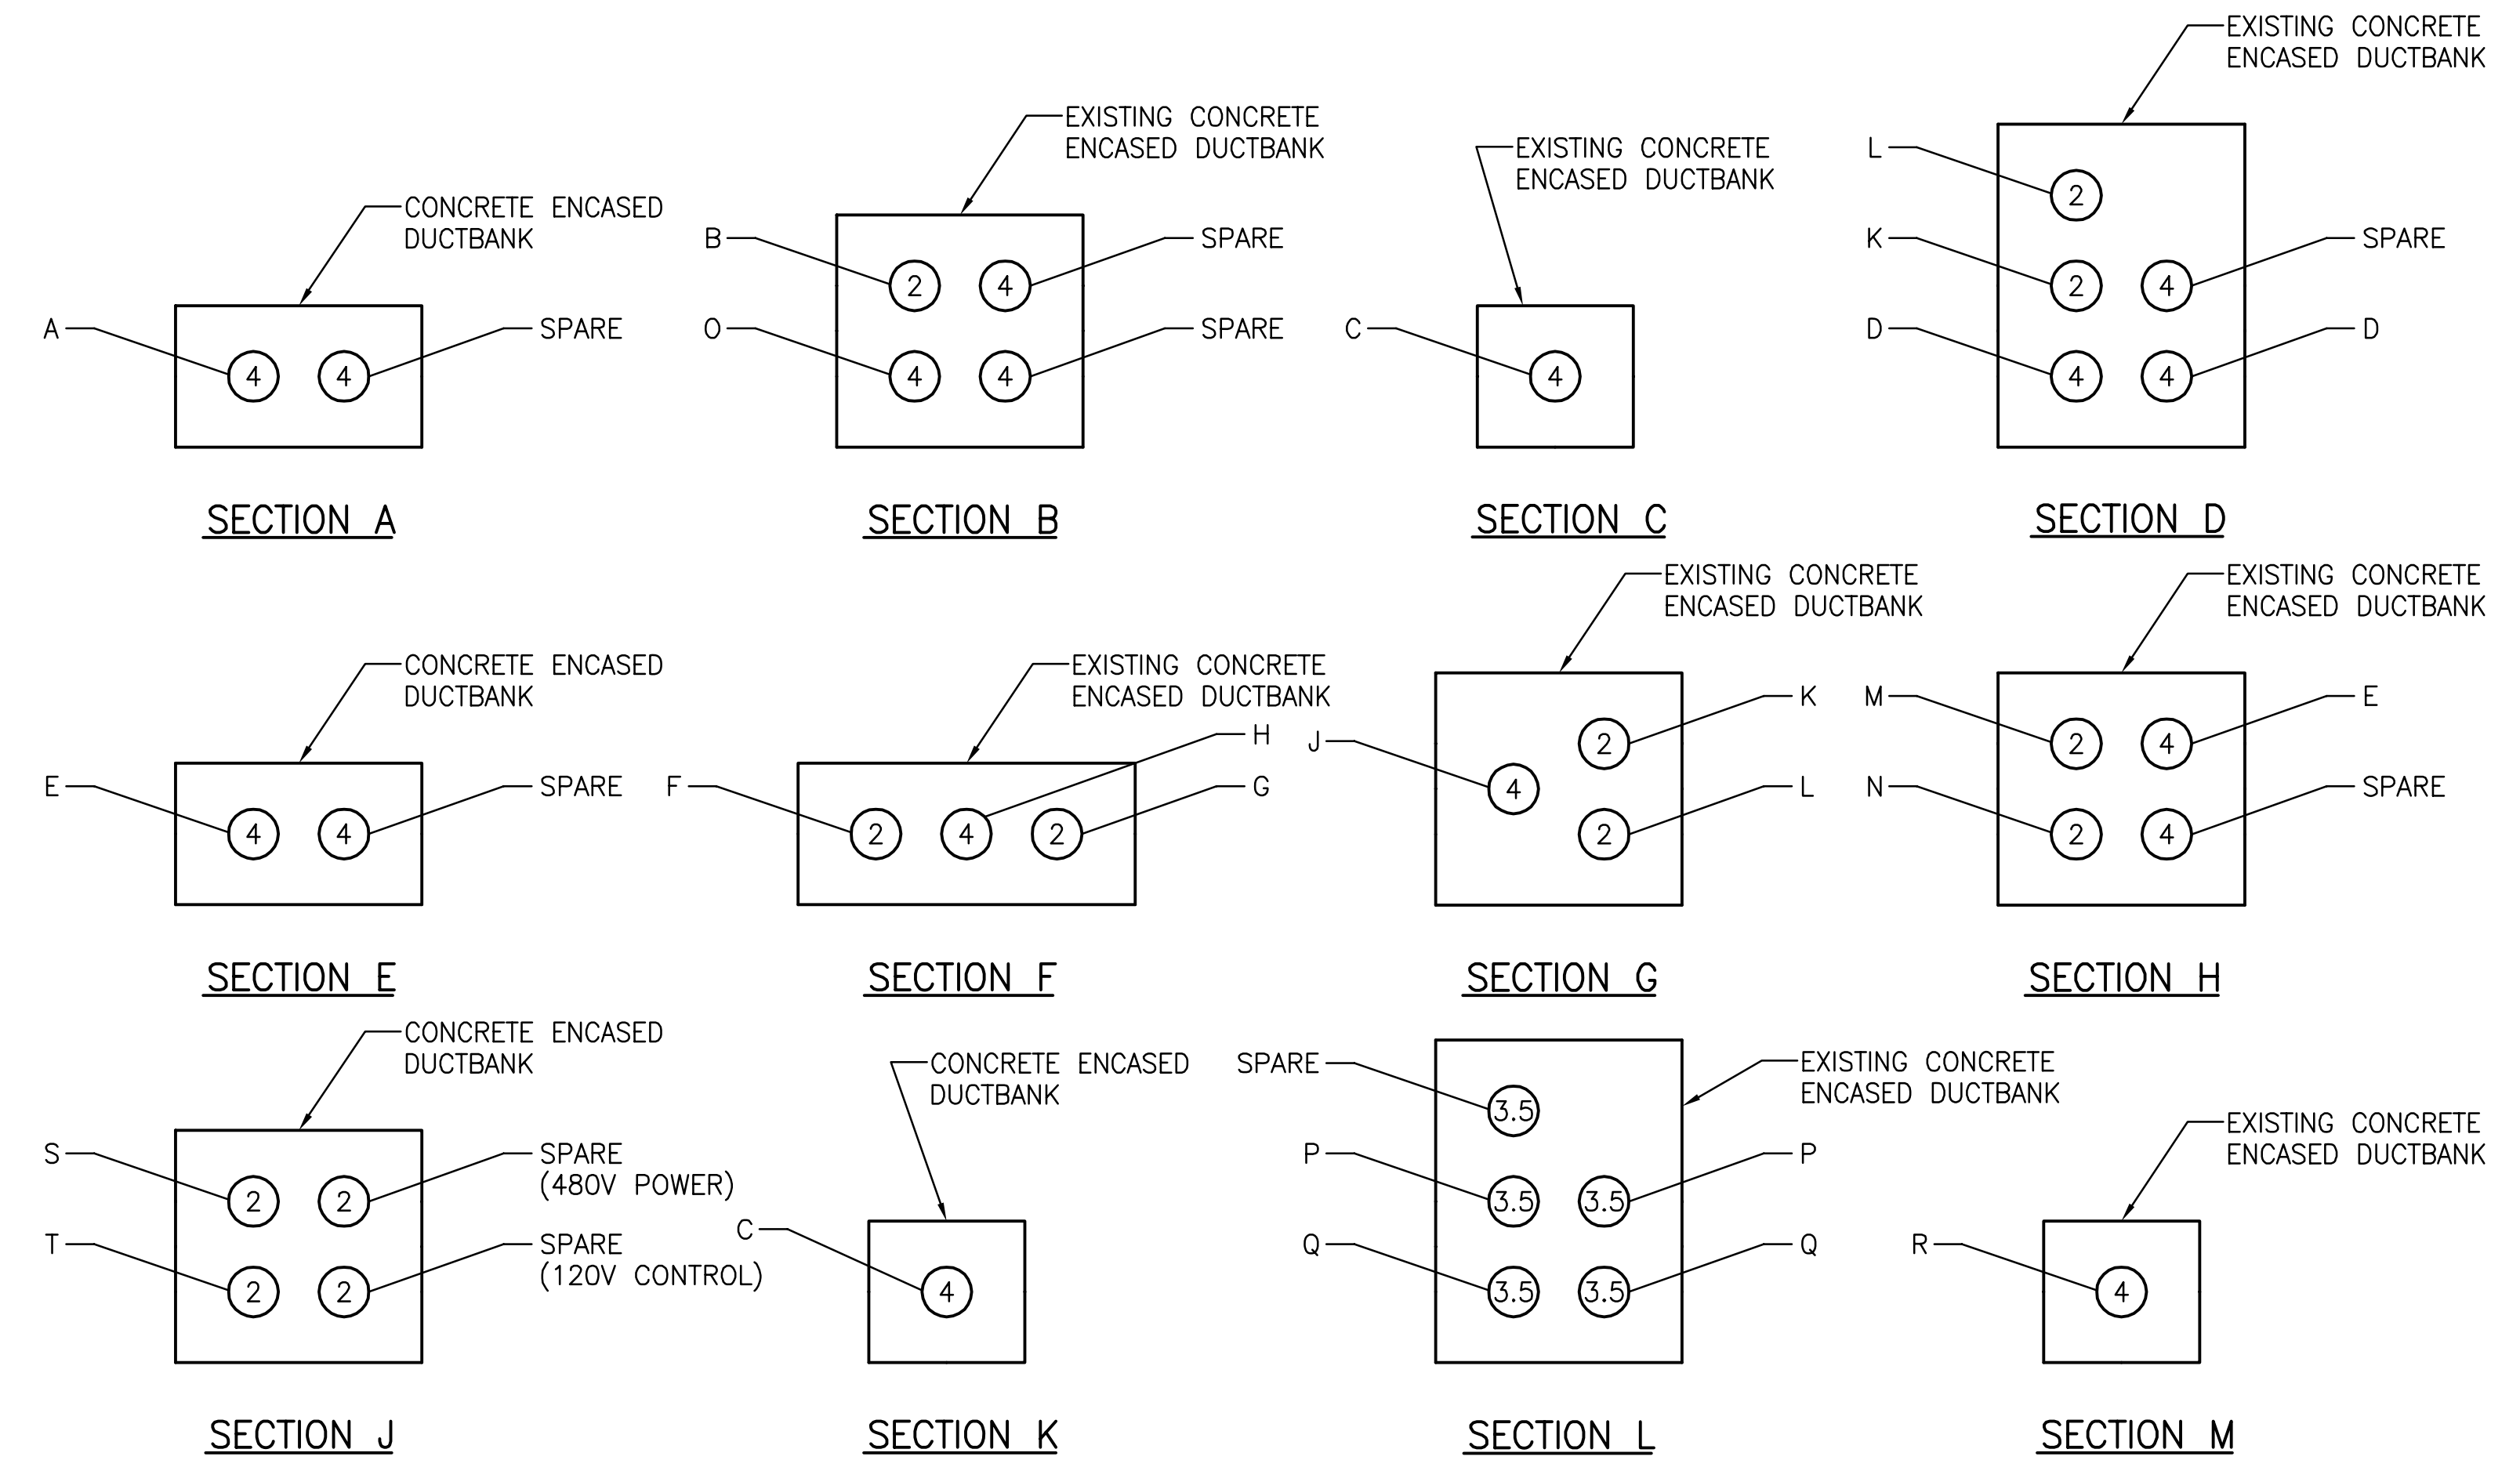 CONCRETE ENCASED
DUCTBANK
A
SPARE
4
4
SECTION A
EXISTING CONCRETE
ENCASED DUCTBANK
B
SPARE
2
4
O
SPARE
4
4
SECTION B
EXISTING CONCRETE
ENCASED DUCTBANK
C
4
SECTION C
EXISTING CONCRETE
ENCASED DUCTBANK
L
2
K
SPARE
2
4
D
D
4
4
SECTION D
CONCRETE ENCASED
DUCTBANK
E
SPARE
4
4
SECTION E
EXISTING CONCRETE
ENCASED DUCTBANK
H
F
G
2
4
2
SECTION F
EXISTING CONCRETE
ENCASED DUCTBANK
K
J
2
4
L
2
SECTION G
EXISTING CONCRETE
ENCASED DUCTBANK
M
E
2
4
N
SPARE
2
4
SECTION H
CONCRETE ENCASED
DUCTBANK
S
SPARE
(480V POWER)
2
2
T
SPARE
(120V CONTROL)
2
2
SECTION J
CONCRETE ENCASED
DUCTBANK
C
4
SECTION K
EXISTING CONCRETE
ENCASED DUCTBANK
SPARE
3.5
P
P
3.5
3.5
Q
Q
3.5
3.5
SECTION L
EXISTING CONCRETE
ENCASED DUCTBANK
R
4
SECTION M